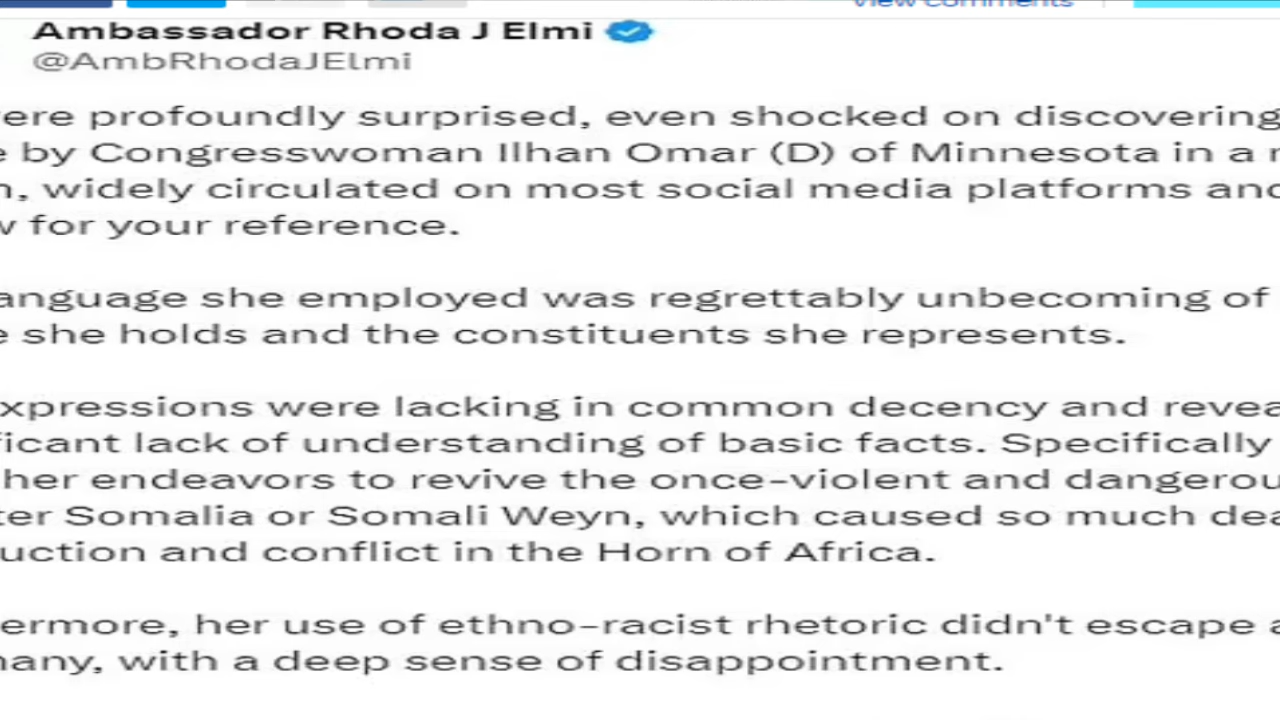 View Comments
Ambassador Rhoda J Elmi
@AmbRhodaJElmi
ere profoundly surprised, even shocked on discovering
e by Congresswoman Ilhan Omar (D) of Minnesota in a
n, widely circulated on most social media platforms and
w for your reference.
anguage she employed was regrettably unbecoming of
e she holds and the constituents she represents.
xpressions were lacking in common decency and revea
ficant lack of understanding of basic facts. Specifically
her endeavors to revive the once-violent and dangerou
ter Somalia or Somali Weyn, which caused so much dea
uction and conflict in the Horn of Africa.
ermore, her use of ethno-racist rhetoric didn't escape a
nany, with a deep sense of disappointment.